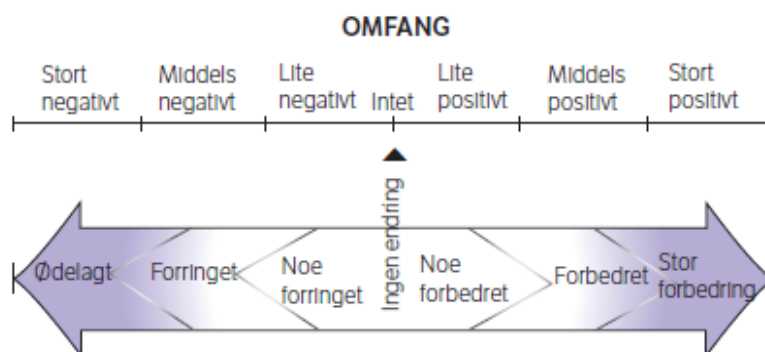 OMFANG
Stort negativt
Middels negativt
Lite negativt
Intet
Lite positivt
Middels positivt
Stort positivt
Ødelagt
Forringet
Noe forringet
Ingen endring
Noe forbedret
Forbedret
Stor forbedring